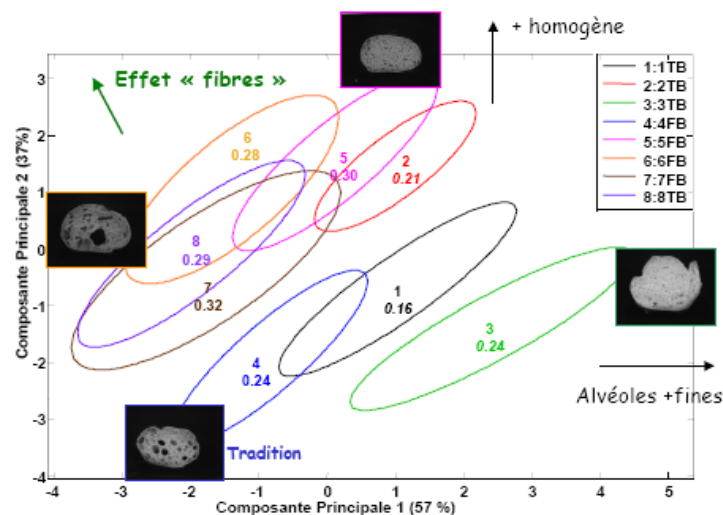 + homogène
Effet « fibres »
1:1TB
2:2TB
3:3TB
4:4FB
5:5FB
6:6FB
7:7FB
8:8TB
Composante Principale 2 (37%)
3
2
1
0
-1
-2
-3
-4
6
0.28
5
0.30
2
0.21
8
0.29
7
0.32
1
0.16
3
0.24
4
0.24
Alvéoles +fines
Tradition
-4 -3 -2 -1 0 1 2 3 4 5
Composante Principale 1 (57 %)